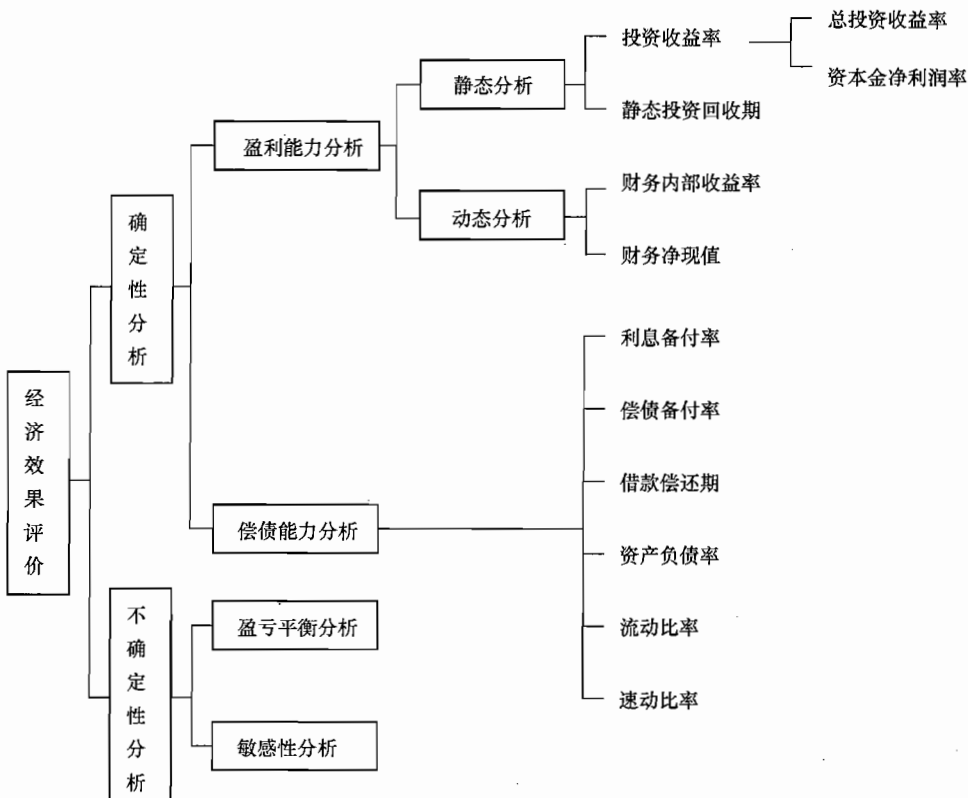 经济效果评价
确定性分析
盈利能力分析
静态分析
投资收益率
总投资收益率
资本金净利润率
静态投资回收期
动态分析
财务内部收益率
财务净现值
偿债能力分析
利息备付率
偿债备付率
借款偿还期
资产负债率
流动比率
速动比率
不确定性分析
盈亏平衡分析
敏感性分析